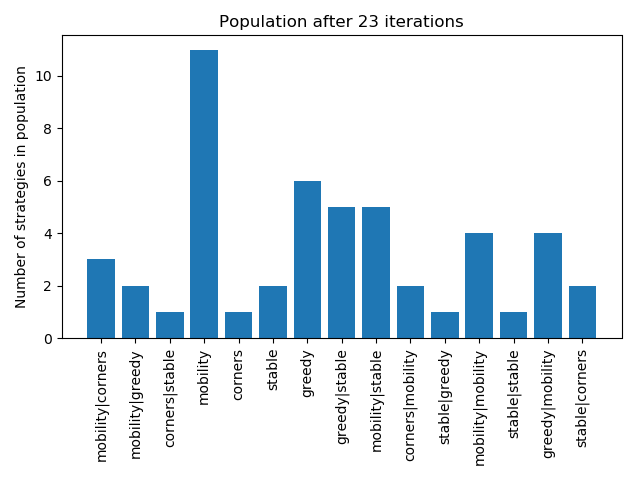 Population after 23 iterations
Number of strategies in population
10
8
6
4
2
0
mobility|corners
mobility|greedy
corners|stable
mobility
corners
stable
greedy
greedy|stable
mobility|stable
corners|mobility
stable|greedy
mobility|mobility
stable|stable
greedy|mobility
stable|corners